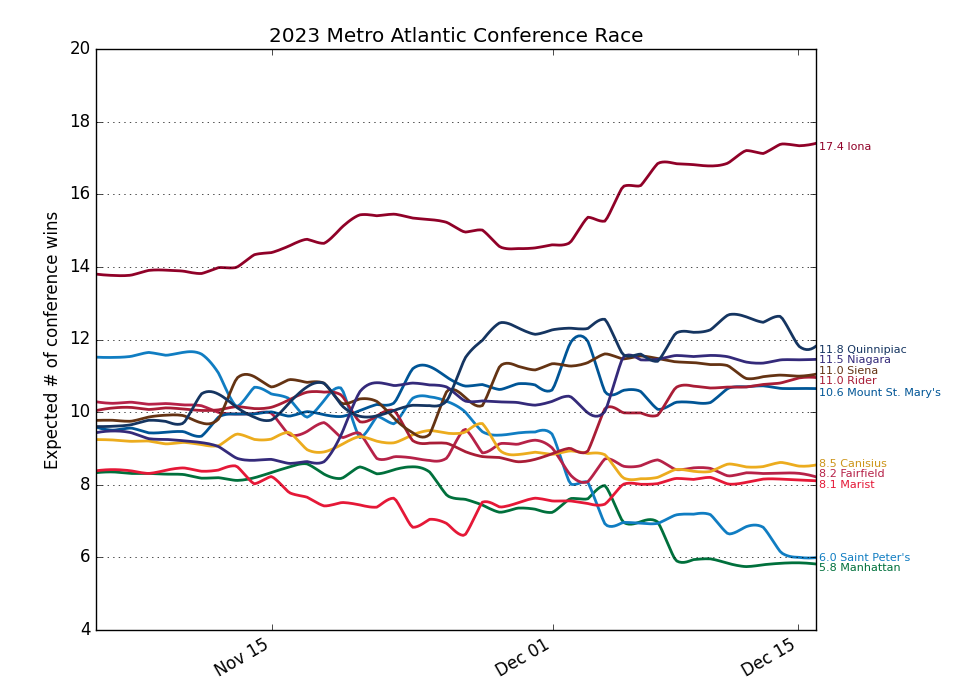 2023 Metro Atlantic Conference Race
Expected # of conference wins
20
18
16
14
12
10
8
6
4
Nov 15
Dec 01
Dec 15
17.4 Iona
11.8 Quinnipiac
11.5 Niagara
11.0 Siena
11.0 Rider
10.6 Mount St. Mary's
8.5 Canisius
8.2 Fairfield
8.1 Marist
6.0 Saint Peter's
5.8 Manhattan